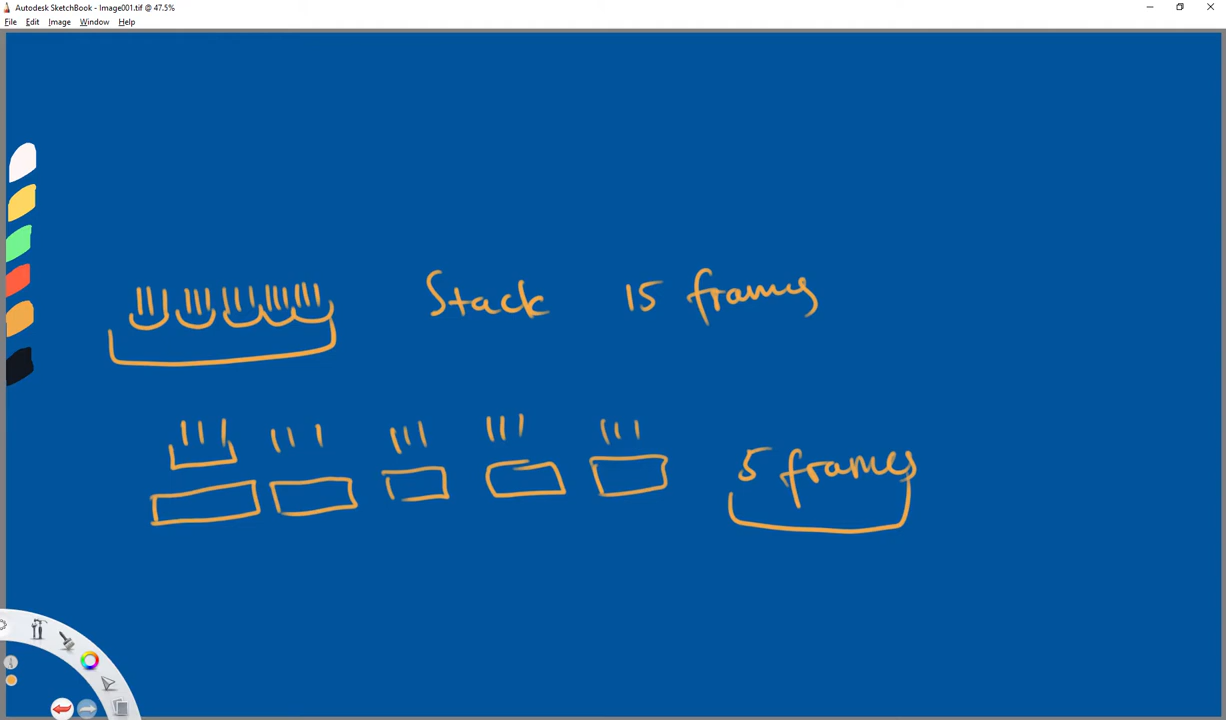 Autodesk SketchBook - Image001.tif @ 47.5%
File Edit Image Window Help
Stack 15 frames
5 frames